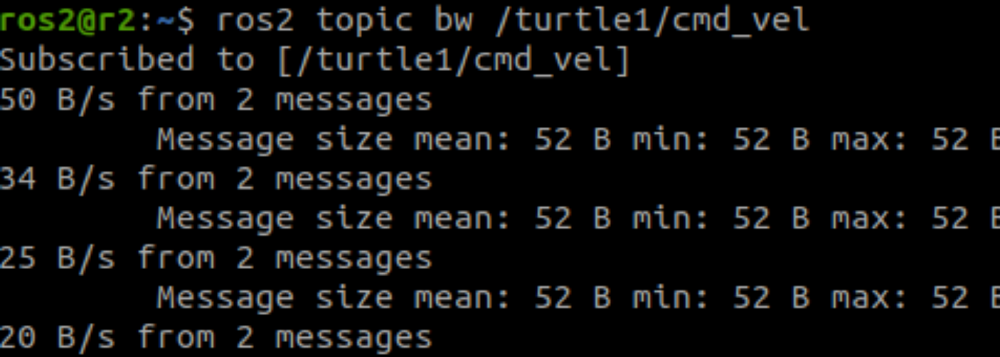 ros2@r2:~$ ros2 topic bw /turtle1/cmd_vel
Subscribed to [/turtle1/cmd_vel]
50 B/s from 2 messages
Message size mean: 52 B min: 52 B max: 52 B
34 B/s from 2 messages
Message size mean: 52 B min: 52 B max: 52 B
25 B/s from 2 messages
Message size mean: 52 B min: 52 B max: 52 B
20 B/s from 2 messages